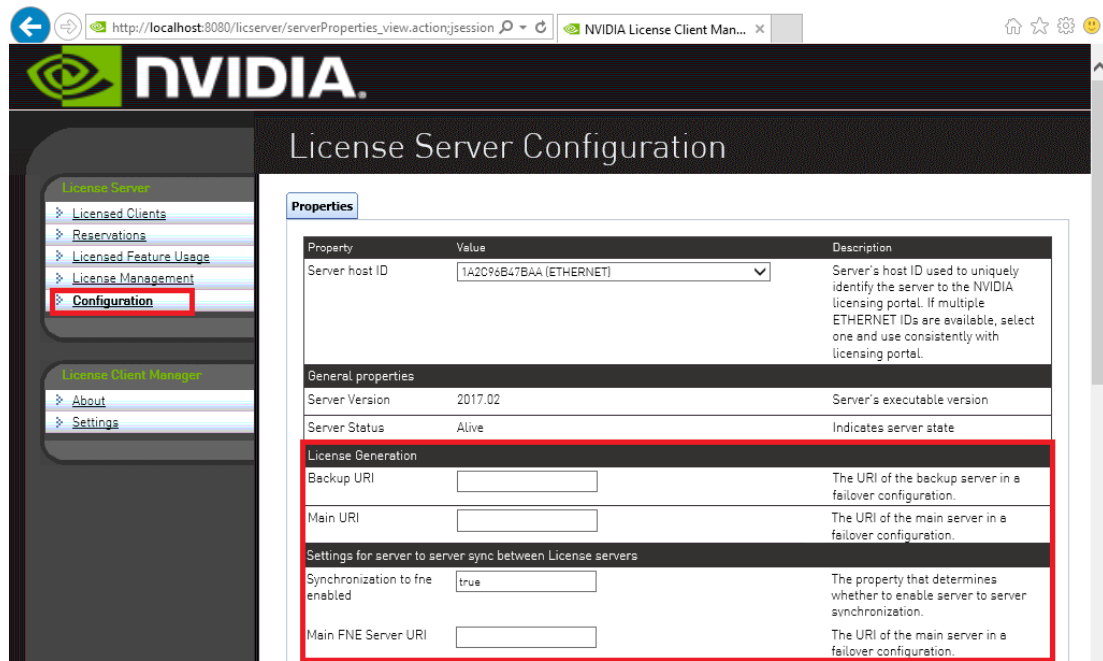 http://localhost:8080/licserver/serverProperties_view.action;jsession
NVIDIA License Client Man...
NVIDIA.
License Server Configuration
License Server
Licensed Clients
Reservations
Licensed Feature Usage
License Management
Configuration
License Client Manager
About
Settings
Properties
Property Value Description
Server host ID 1A2C96B47BAA (ETHERNET) Server's host ID used to uniquely
identify the server to the NVIDIA
licensing portal. If multiple
ETHERNET IDs are available, select
one and use consistently with
licensing portal.
General properties
Server Version 2017.02 Server's executable version
Server Status Alive Indicates server state
License Generation
Backup URI The URI of the backup server in a
failover configuration.
Main URI The URI of the main server in a
failover configuration.
Settings for server to server sync between License servers
Synchronization to fne true The property that determines
enabled whether to enable server to server
synchronization.
Main FNE Server URI The URI of the main server in a
failover configuration.